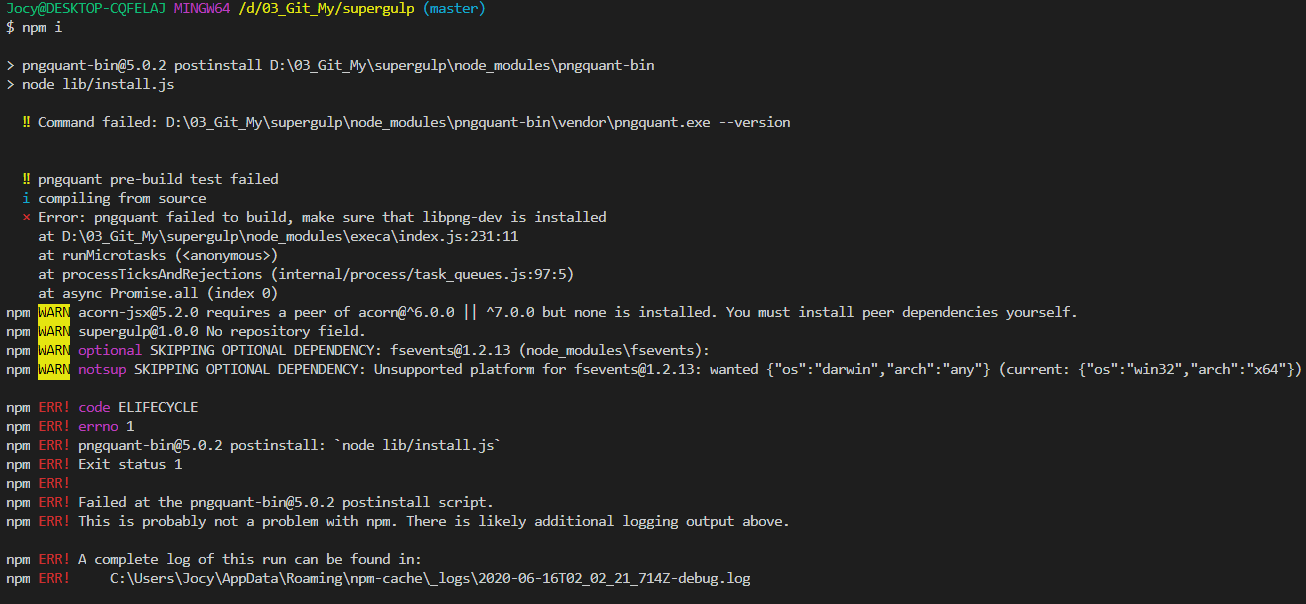 Jocy@DESKTOP-CQFELAJ MINGW64 /d/03_Git_My/supergulp (master)
$ npm i
> pngquant-bin@5.0.2 postinstall D:\03_Git_My\supergulp\node_modules\pngquant-bin
> node lib/install.js
‼ Command failed: D:\03_Git_My\supergulp\node_modules\pngquant-bin\vendor\pngquant.exe --version
‼ pngquant pre-build test failed
i compiling from source
× Error: pngquant failed to build, make sure that libpng-dev is installed
at D:\03_Git_My\supergulp\node_modules\execa\index.js:231:11
at runMicrotasks (<anonymous>)
at processTicksAndRejections (internal/process/task_queues.js:97:5)
at async Promise.all (index 0)
npm WARN acorn-jsx@5.2.0 requires a peer of acorn@^6.0.0 || ^7.0.0 but none is installed. You must install peer dependencies yourself.
npm WARN supergulp@1.0.0 No repository field.
npm WARN optional SKIPPING OPTIONAL DEPENDENCY: fsevents@1.2.13 (node_modules\fsevents):
npm WARN notsup SKIPPING OPTIONAL DEPENDENCY: Unsupported platform for fsevents@1.2.13: wanted {"os":"darwin","arch":"any"} (current: {"os":"win32","arch":"x64"})
npm ERR! code ELIFECYCLE
npm ERR! errno 1
npm ERR! pngquant-bin@5.0.2 postinstall: `node lib/install.js`
npm ERR! Exit status 1
npm ERR!
npm ERR! Failed at the pngquant-bin@5.0.2 postinstall script.
npm ERR! This is probably not a problem with npm. There is likely additional logging output above.
npm ERR! A complete log of this run can be found in:
npm ERR! C:\Users\Jocy\AppData\Roaming\npm-cache\_logs\2020-06-16T02_02_21_714Z-debug.log